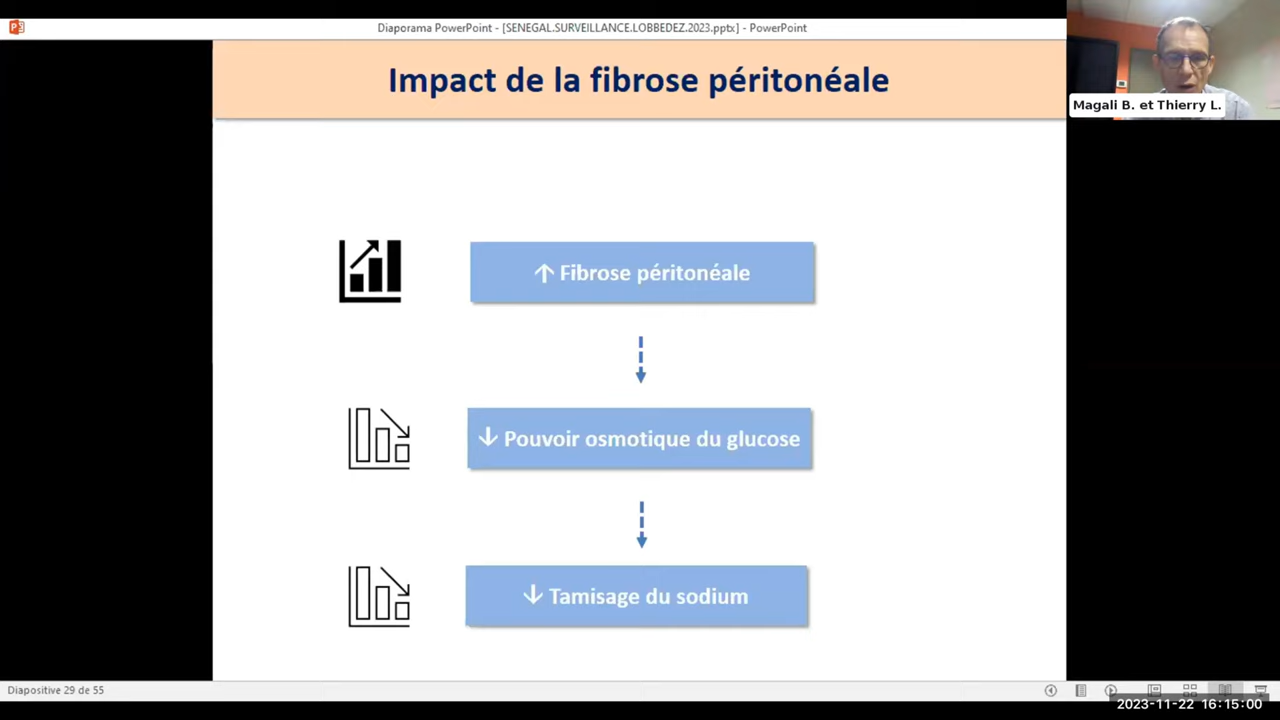 Diaporama PowerPoint - [SENEGAL.SURVEILLANCE.LOBBEDEZ.2023.pptx] - PowerPoint
Impact de la fibrose péritonéale
Magali B. et Thierry L.
↑ Fibrose péritonéale
↓ Pouvoir osmotique du glucose
↓ Tamisage du sodium
Diapositive 29 de 55
2023-11-22 16:15:00